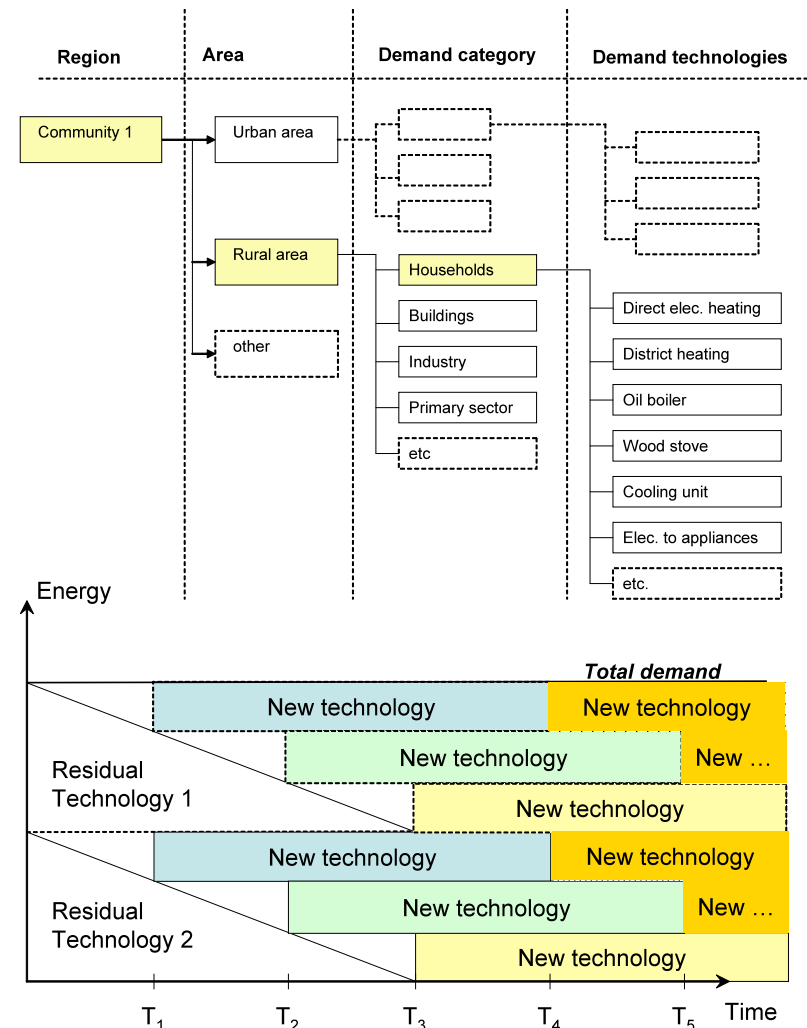 Region
Area
Demand category
Demand technologies
Community 1
Urban area
Rural area
other
Households
Buildings
Industry
Primary sector
etc
Direct elec. heating
District heating
Oil boiler
Wood stove
Cooling unit
Elec. to appliances
etc.
Energy
Total demand
New technology
New technology
New technology
New …
Residual
Technology 1
New technology
New technology
New technology
New technology
New …
Residual
Technology 2
New technology
T1
T2
T3
T4
T5
Time